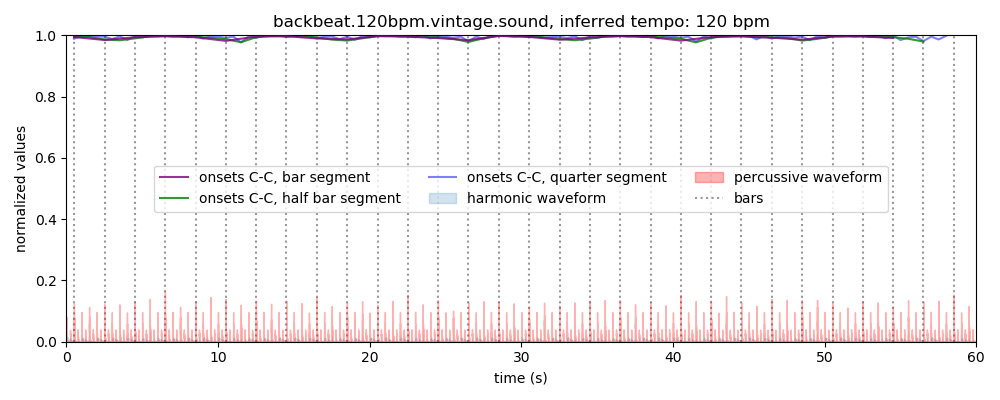 backbeat.120bpm.vintage.sound, inferred tempo: 120 bpm
1.0
0.8
0.6
0.4
0.2
0.0
normalized values
onsets C-C, bar segment
onsets C-C, half bar segment
onsets C-C, quarter segment
harmonic waveform
percussive waveform
bars
0 10 20 30 40 50 60
time (s)